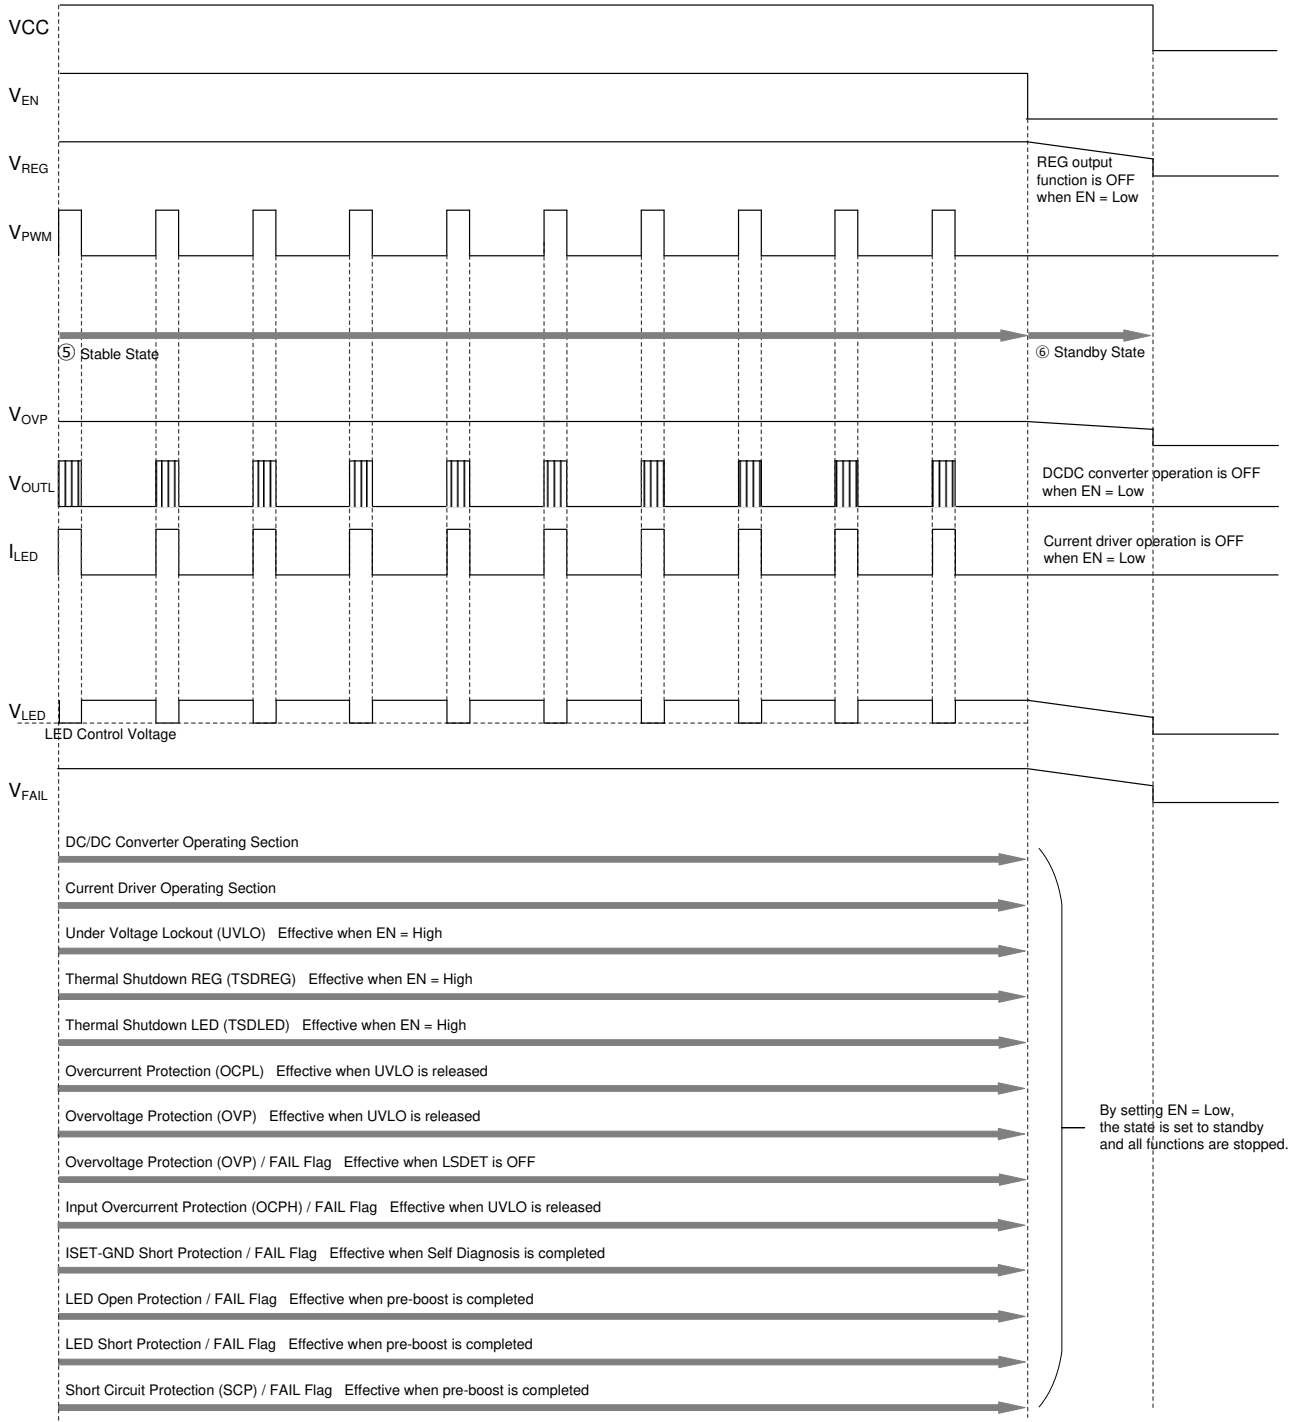 VCC
VEN
VREG
REG output
function is OFF
when EN = Low
VPWM
⑤ Stable State
⑥ Standby State
VOVP
VOUTL
DCDC converter operation is OFF
when EN = Low
ILED
Current driver operation is OFF
when EN = Low
VLED
LED Control Voltage
VFAIL
DC/DC Converter Operating Section
Current Driver Operating Section
Under Voltage Lockout (UVLO) Effective when EN = High
Thermal Shutdown REG (TSDREG) Effective when EN = High
Thermal Shutdown LED (TSDLED) Effective when EN = High
Overcurrent Protection (OCPL) Effective when UVLO is released
Overvoltage Protection (OVP) Effective when UVLO is released
By setting EN = Low,
the state is set to standby
and all functions are stopped.
Overvoltage Protection (OVP) / FAIL Flag Effective when LSDET is OFF
Input Overcurrent Protection (OCPH) / FAIL Flag Effective when UVLO is released
ISET-GND Short Protection / FAIL Flag Effective when Self Diagnosis is completed
LED Open Protection / FAIL Flag Effective when pre-boost is completed
LED Short Protection / FAIL Flag Effective when pre-boost is completed
Short Circuit Protection (SCP) / FAIL Flag Effective when pre-boost is completed